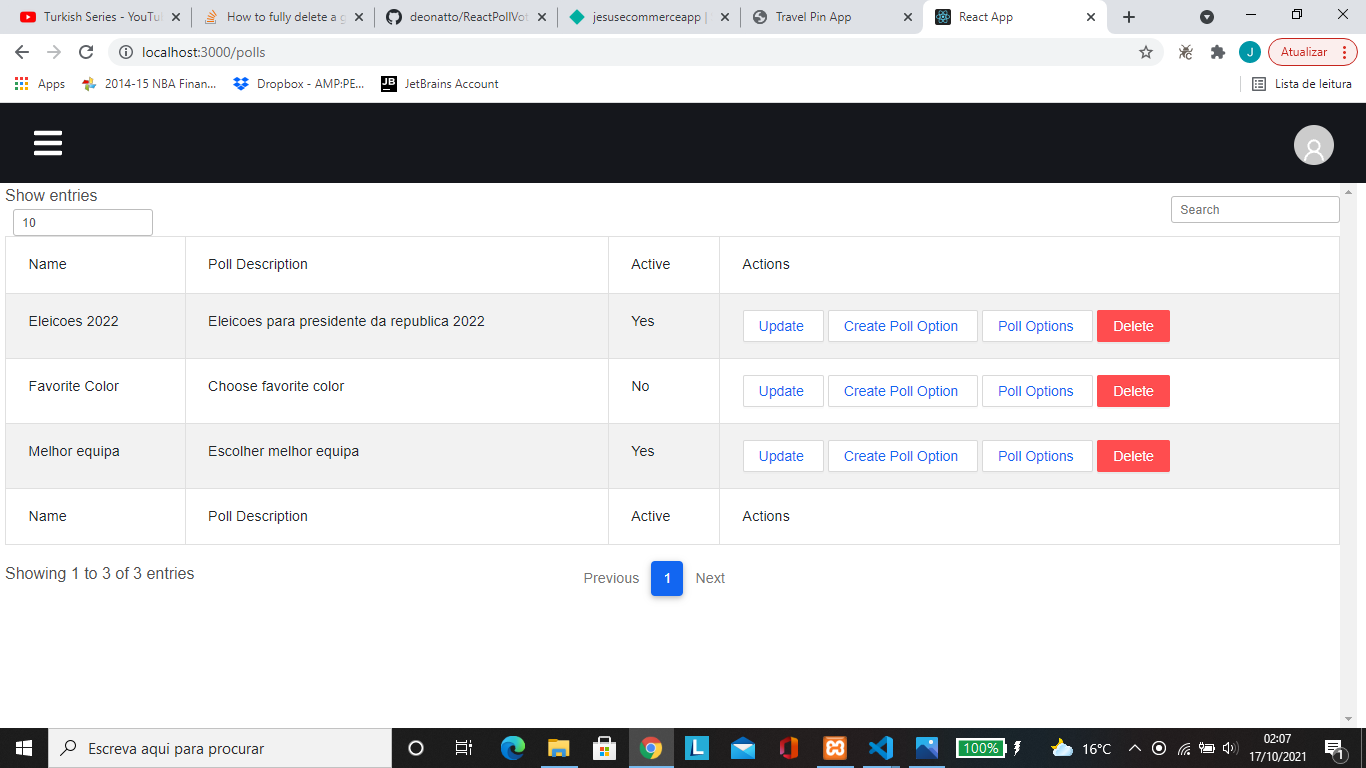 Turkish Series - YouTu
How to fully delete a g
deonatto/ReactPollVot
jesusecommerceapp |
Travel Pin App
React App
localhost:3000/polls
J
Atualizar
Apps
2014-15 NBA Finan...
Dropbox - AMP:PE...
JB
JetBrains Account
Lista de leitura
Show entries
10
Search
Name Poll Description Active Actions
Eleicoes 2022 Eleicoes para presidente da republica 2022 Yes Update Create Poll Option Poll Options Delete
Favorite Color Choose favorite color No Update Create Poll Option Poll Options Delete
Melhor equipa Escolher melhor equipa Yes Update Create Poll Option Poll Options Delete
Name Poll Description Active Actions
Showing 1 to 3 of 3 entries
Previous 1 Next
Escreva aqui para procurar
L
100%
16°C
02:07
17/10/2021
1